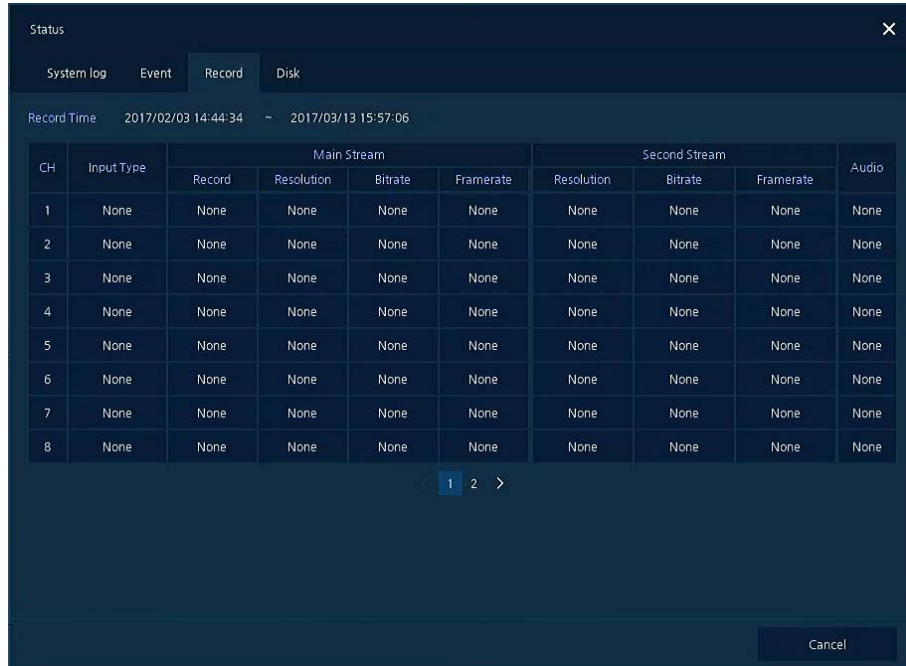 Status
System log Event Record Disk
Record Time 2017/02/03 14:44:34 ~ 2017/03/13 15:57:06
CH Input Type Main Stream Second Stream Audio
Record Resolution Bitrate Framerate Resolution Bitrate Framerate
1 None None None None None None None None None
2 None None None None None None None None None
3 None None None None None None None None None
4 None None None None None None None None None
5 None None None None None None None None None
6 None None None None None None None None None
7 None None None None None None None None None
8 None None None None None None None None None
1 2
Cancel